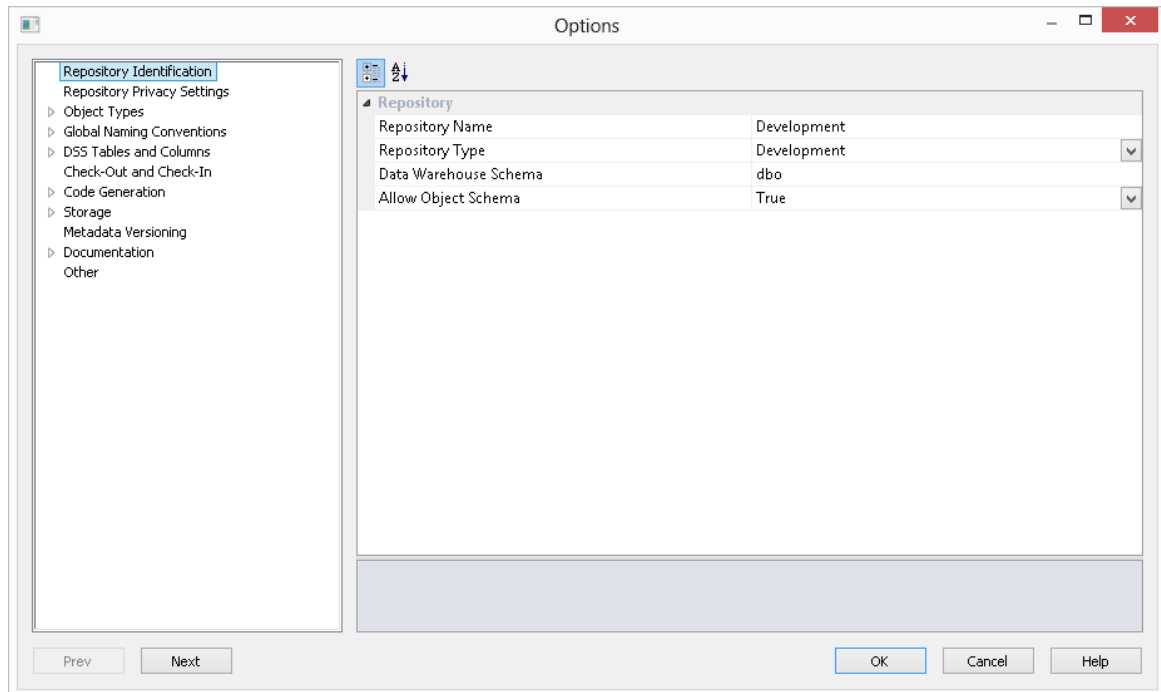 Options
Repository Identification
Repository Privacy Settings
Object Types
Global Naming Conventions
DSS Tables and Columns
Check-Out and Check-In
Code Generation
Storage
Metadata Versioning
Documentation
Other
A Z
Repository
Repository Name Development
Repository Type Development
Data Warehouse Schema dbo
Allow Object Schema True
Prev Next OK Cancel Help